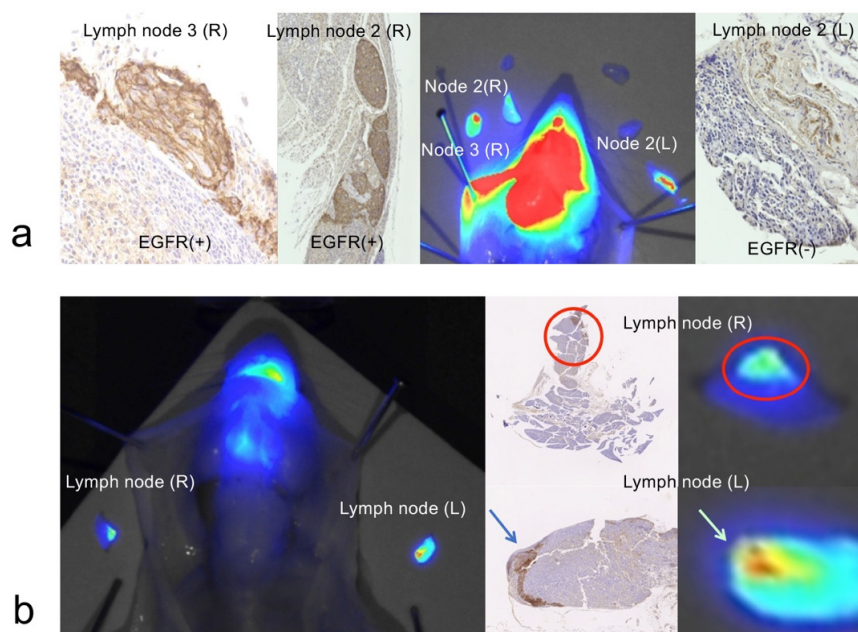 Lymph node 3 (R)
Lymph node 2 (R)
Lymph node 2 (L)
Node 2(R)
Node 3 (R)
Node 2(L)
EGFR(+)
EGFR(+)
EGFR(-)
a
Lymph node (R)
Lymph node (R)
Lymph node (L)
Lymph node (L)
b